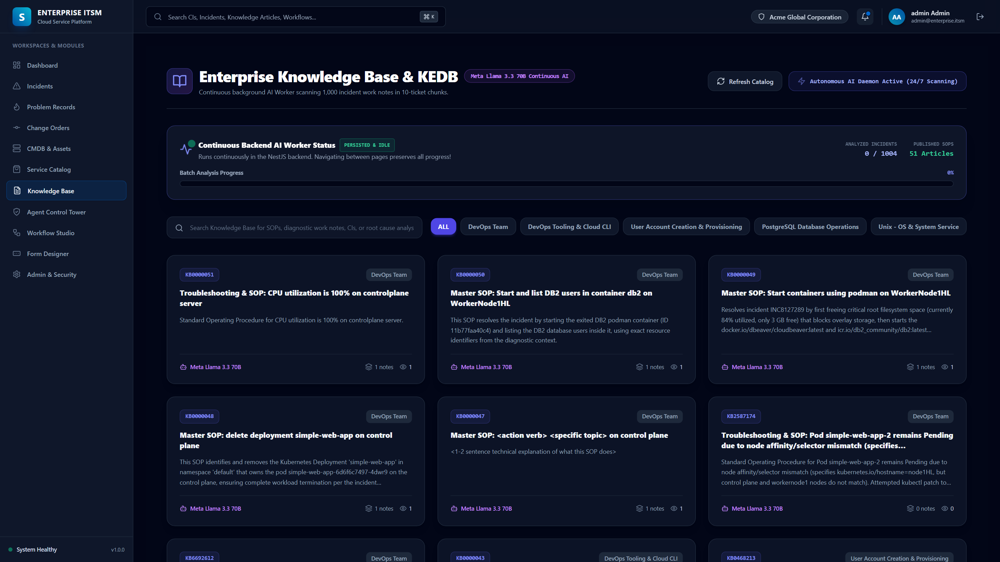 S
ENTERPRISE ITSM
Cloud Service Platform
Search CIs, Incidents, Knowledge Articles, Workflows...
⌘ K
Acme Global Corporation
AA
admin Admin
admin@enterprise.itsm
WORKSPACES & MODULES
Dashboard
Incidents
Problem Records
Change Orders
CMDB & Assets
Service Catalog
Knowledge Base
Agent Control Tower
Workflow Studio
Form Designer
Admin & Security
System Healthy
v1.0.0
Enterprise Knowledge Base & KEDB
Meta Llama 3.3 70B Continuous AI
Continuous background AI Worker scanning 1,000 incident work notes in 10-ticket chunks.
Refresh Catalog
Autonomous AI Daemon Active (24/7 Scanning)
Continuous Backend AI Worker Status
PERSISTED & IDLE
Runs continuously in the NestJS backend. Navigating between pages preserves all progress!
ANALYZED INCIDENTS
0 / 1004
PUBLISHED SOPS
51 Articles
Batch Analysis Progress
0%
Search Knowledge Base for SOPs, diagnostic work notes, CIs, or root cause analys
ALL
DevOps Team
DevOps Tooling & Cloud CLI
User Account Creation & Provisioning
PostgreSQL Database Operations
Unix - OS & System Service
KB0000051
DevOps Team
Troubleshooting & SOP: CPU utilization is 100% on controlplane
server
Standard Operating Procedure for CPU utilization is 100% on controlplane server.
Meta Llama 3.3 70B
1 notes
1
KB0000050
DevOps Team
Master SOP: Start and list DB2 users in container db2 on
WorkerNode1HL
This SOP resolves the incident by starting the exited DB2 podman container (ID
11b77faa40c4) and listing the DB2 database users inside it, using exact resource
identifiers from the diagnostic context.
Meta Llama 3.3 70B
1 notes
1
KB0000049
DevOps Team
Master SOP: Start containers using podman on WorkerNode1HL
Resolves incident INC8127289 by first freeing critical root filesystem space (currently
84% utilized, only 3 GB free) that blocks overlay storage, then starts the
docker.io/dbeaver/cloudbeaver:latest and icr.io/db2_community/db2:latest...
Meta Llama 3.3 70B
1 notes
1
KB0000048
DevOps Team
Master SOP: delete deployment simple-web-app on control
plane
This SOP identifies and removes the Kubernetes Deployment 'simple-web-app' in
namespace 'default' that owns the pod simple-web-app-6d6f6c7497-4dwr9 on the
control plane, ensuring complete workload termination per the incident...
Meta Llama 3.3 70B
1 notes
1
KB0000047
DevOps Team
Master SOP: <action verb> <specific topic> on control plane
<1-2 sentence technical explanation of what this SOP does>
Meta Llama 3.3 70B
1 notes
1
KB2587174
DevOps Team
Troubleshooting & SOP: Pod simple-web-app-2 remains Pending
due to node affinity/selector mismatch (specifies...
Standard Operating Procedure for Pod simple-web-app-2 remains Pending due to
node affinity/selector mismatch (specifies kubernetes.io/hostname=node1HL, but
control plane and workernode1 nodes do not match). Attempted kubectl patch to...
Meta Llama 3.3 70B
0 notes
0
KB6692612
DevOps Team
KB0000043
DevOps Tooling & Cloud CLI
KB0468213
User Account Creation & Provisioning